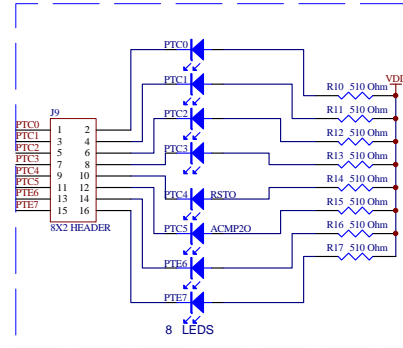 PTC0
PTC1
PTC2
PTC3
PTC4 RSTO
PTC5 ACMP2O
PTE6
PTE7
8 LEDS
J9
PTC0 1 2
PTC1 3 4
PTC2 5 6
PTC3 7 8
PTC4 9 10
PTC5 11 12
PTE6 13 14
PTE7 15 16
8X2 HEADER
VDD
R10 510 Ohm
R11 510 Ohm
R12 510 Ohm
R13 510 Ohm
R14 510 Ohm
R15 510 Ohm
R16 510 Ohm
R17 510 Ohm